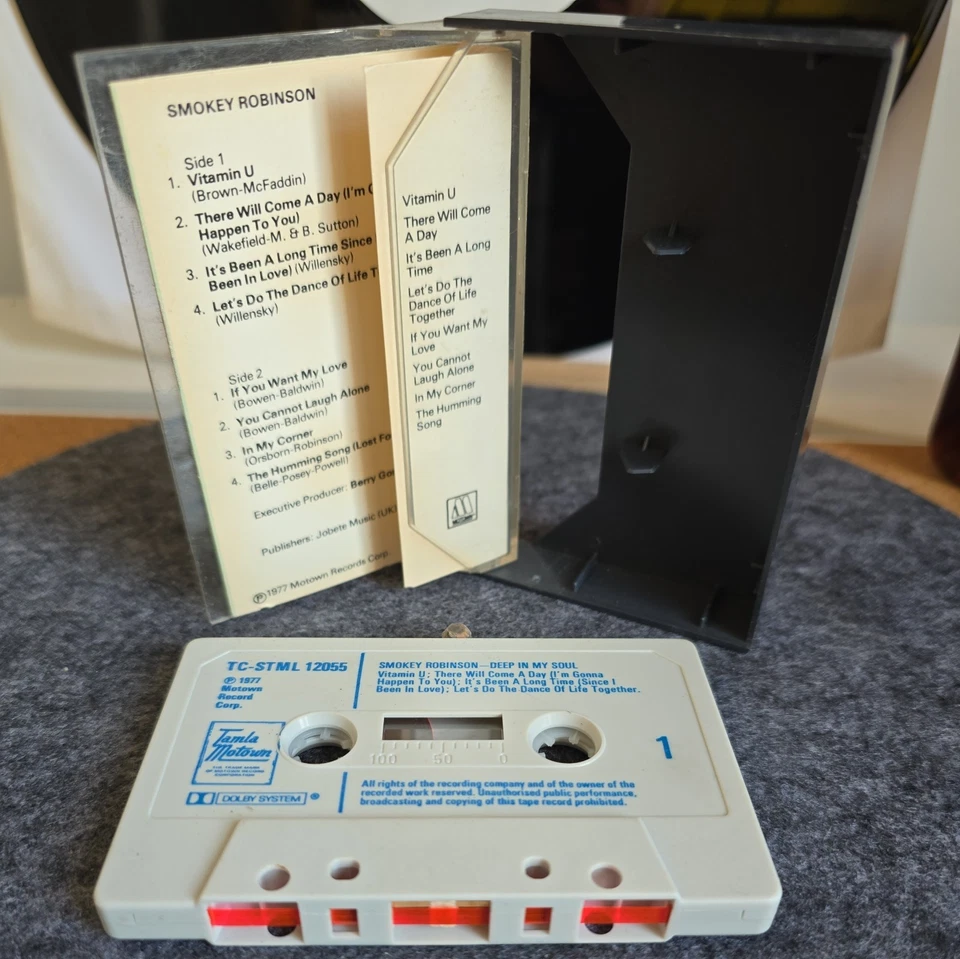 SMOKEY ROBINSON
Side 1
1. Vitamin U
(Brown-McFaddin)
2. There Will Come A Day (I'm G
Happen To You)
(Wakefield-M. & B. Sutton)
3. It's Been A Long Time Since
Been In Love) (Willensky)
4. Let's Do The Dance Of Life T
(Willensky)
Side 2
1. If You Want My Love
(Bowen-Baldwin)
2. You Cannot Laugh Alone
(Bowen-Baldwin)
3. In My Corner
(Orsborn-Robinson)
4. The Humming Song (Lost Fo
(Belle-Posey-Powell)
Executive Producer: Berry Go
Publishers: Jobete Music (UK)
℗ 1977 Motown Records Corp.
Vitamin U
There Will Come
A Day
It's Been A Long
Time
Let's Do The
Dance Of Life
Together
If You Want My
Love
You Cannot
Laugh Alone
In My Corner
The Humming
Song
M
TC-STML 12055
℗ 1977
Motown
Record
Corp.
SMOKEY ROBINSON—DEEP IN MY SOUL
Vitamin U; There Will Come A Day (I'm Gonna
Happen To You); It's Been A Long Time (Since I
Been In Love); Let's Do The Dance Of Life Together.
Tamla
Motown
THE TRADE MARK
OF MOTOWN RECORD
CORPORATION
100 50 0
1
DOLBY SYSTEM ®
All rights of the recording company and of the owner of the
recorded work reserved. Unauthorised public performance,
broadcasting and copying of this tape record prohibited.